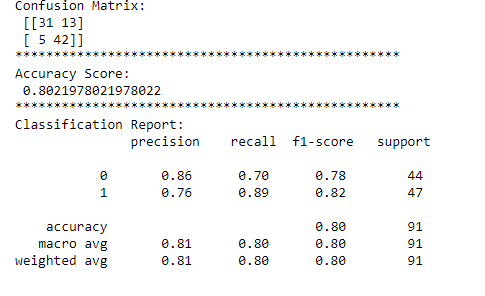 Confusion Matrix:
[[31 13]
[ 5 42]]
**************************************************
Accuracy Score:
0.8021978021978022
**************************************************
Classification Report:
precision recall f1-score support
0 0.86 0.70 0.78 44
1 0.76 0.89 0.82 47
accuracy 0.80 91
macro avg 0.81 0.80 0.80 91
weighted avg 0.81 0.80 0.80 91